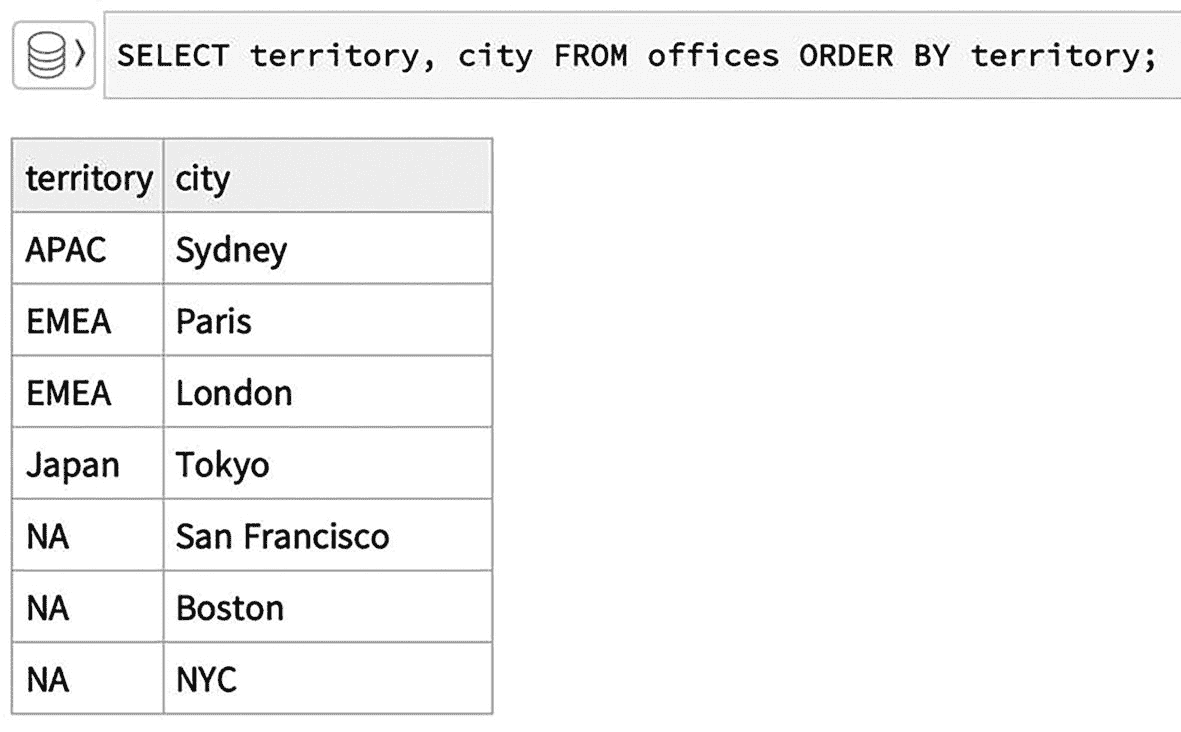 SELECT territory, city FROM offices ORDER BY territory;
territory city
APAC Sydney
EMEA Paris
EMEA London
Japan Tokyo
NA San Francisco
NA Boston
NA NYC